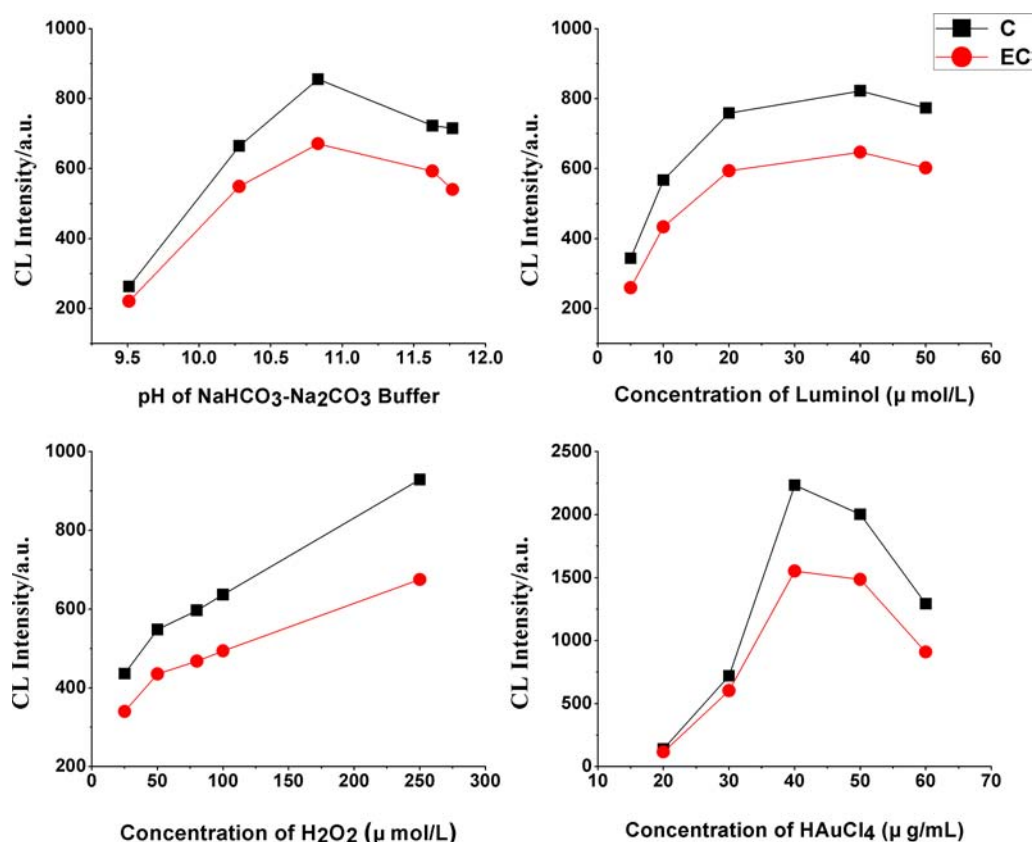 1000
800
600
400
200
CL Intensity/a.u.
9.5 10.0 10.5 11.0 11.5 12.0
pH of NaHCO3-Na2CO3 Buffer
1000
800
600
400
200
CL Intensity/a.u.
0 10 20 30 40 50 60
Concentration of Luminol (μ mol/L)
C
EC
1000
800
600
400
200
CL Intensity/a.u.
0 50 100 150 200 250 300
Concentration of H2O2 (μ mol/L)
2500
2000
1500
1000
500
0
CL Intensity/a.u.
10 20 30 40 50 60 70
Concentration of HAuCl4 (μ g/mL)